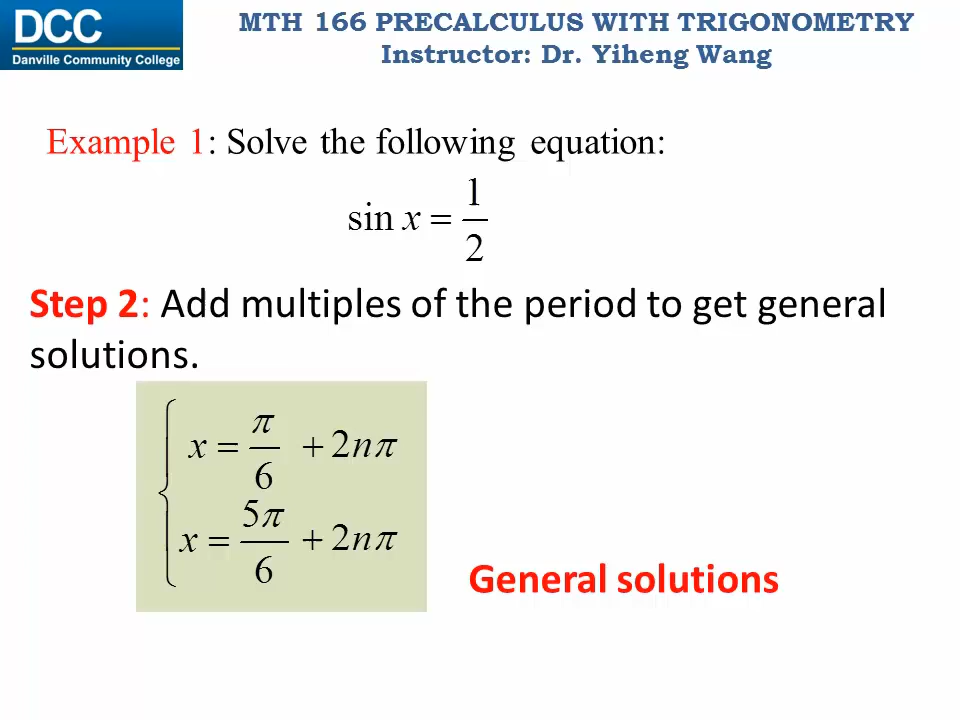 DCC
Danville Community College
MTH 166 PRECALCULUS WITH TRIGONOMETRY
Instructor: Dr. Yiheng Wang
Example 1: Solve the following equation:
sin x = 1/2
Step 2: Add multiples of the period to get general
solutions.
x = π/6 + 2nπ
x = 5π/6 + 2nπ
General solutions